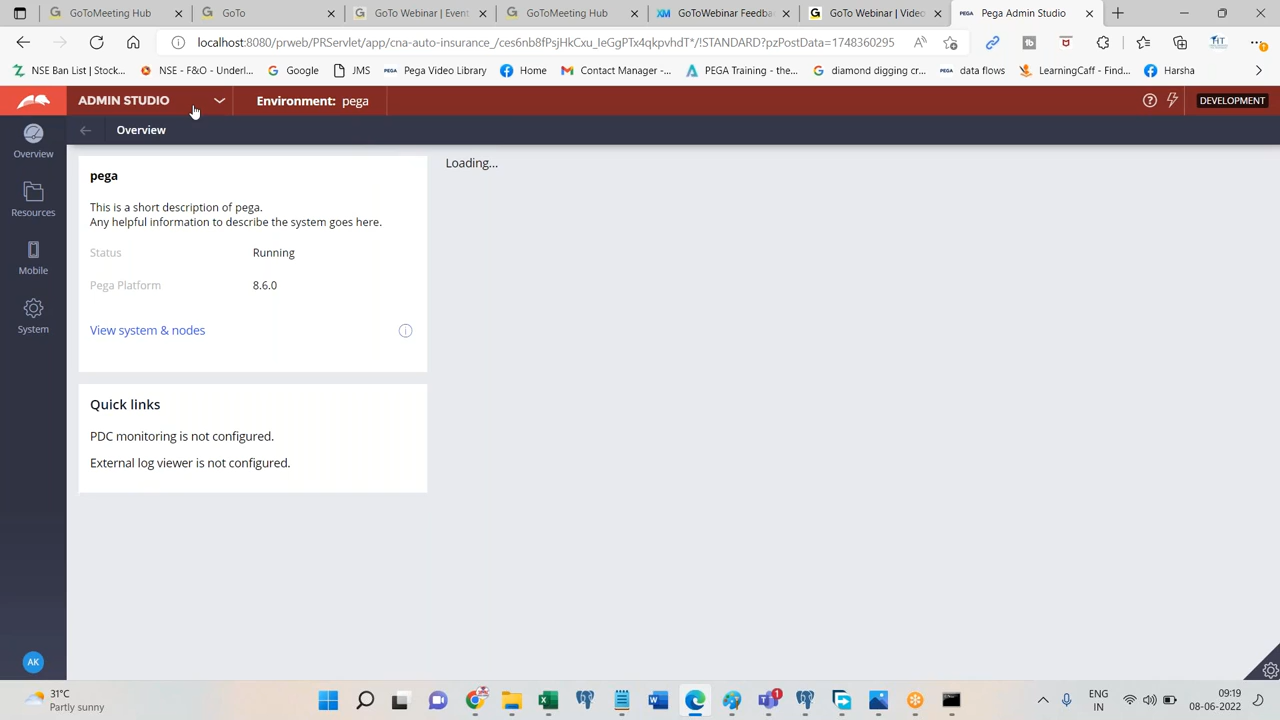 GoToMeeting Hub
GoTo
GoTo Webinar | Event
GoToMeeting Hub
GoToWebinar Feedba
GoTo Webinar | Video
Pega Admin Studio
localhost:8080/prweb/PRServlet/app/cna-auto-insurance_/ces6nb8fPsjHkCxu_IeGgPTx4qkpvhdT*/!STANDARD?pzPostData=1748360295
NSE Ban List | Stock...
NSE - F&O - Underl...
Google
JMS
Pega Video Library
Home
Contact Manager -...
PEGA Training - the...
diamond digging cr...
data flows
LearningCaff - Find...
Harsha
ADMIN STUDIO
Environment: pega
DEVELOPMENT
Overview
Overview
Resources
Mobile
System
AK
pega
This is a short description of pega.
Any helpful information to describe the system goes here.
Status Running
Pega Platform 8.6.0
View system & nodes
Quick links
PDC monitoring is not configured.
External log viewer is not configured.
Loading...
31°C
Partly sunny
1
ENG
IN
09:19
08-06-2022